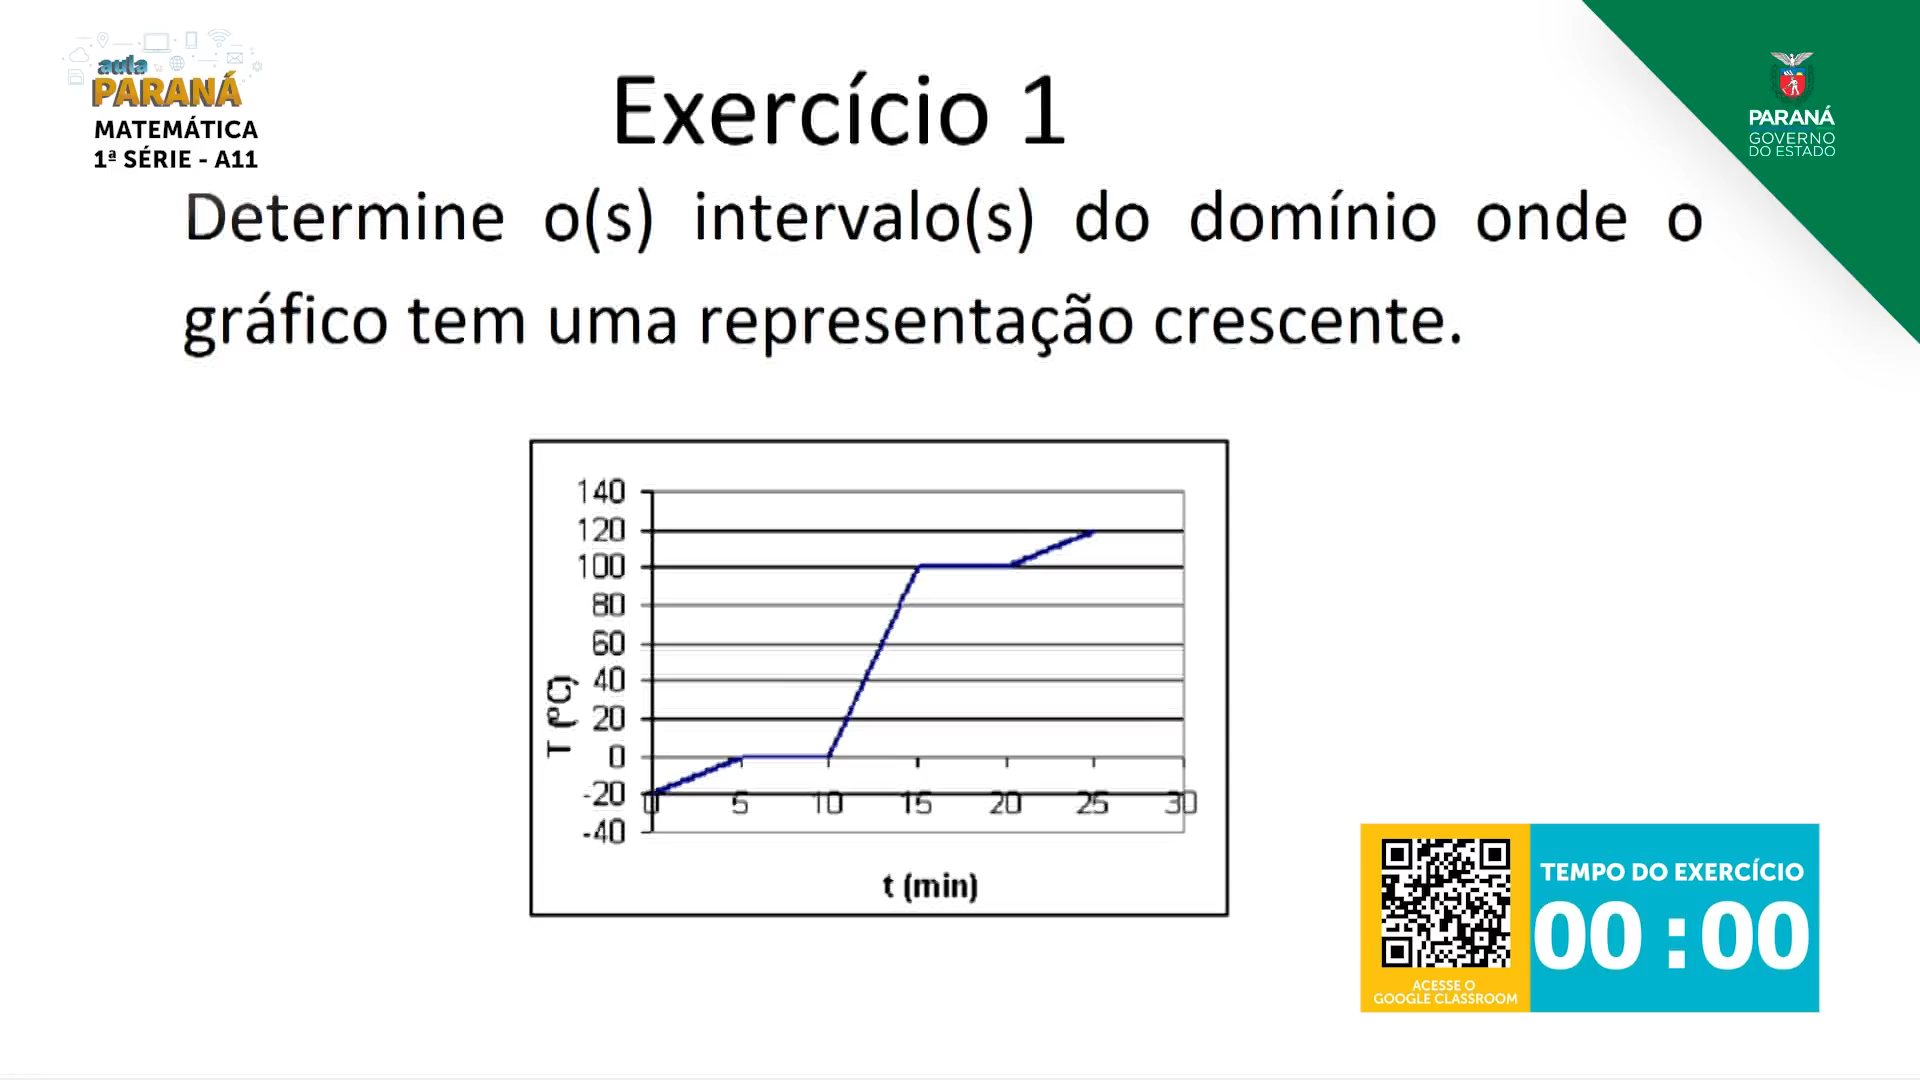 aula
PARANÁ
MATEMÁTICA
1ª SÉRIE - A11
Exercício 1
PARANÁ
GOVERNO
DO ESTADO
Determine o(s) intervalo(s) do domínio onde o
gráfico tem uma representação crescente.
140
120
100
80
60
40
20
0
-20
-40
T (ºC)
0 5 10 15 20 25 30
t (min)
TEMPO DO EXERCÍCIO
00:00
ACESSE O
GOOGLE CLASSROOM